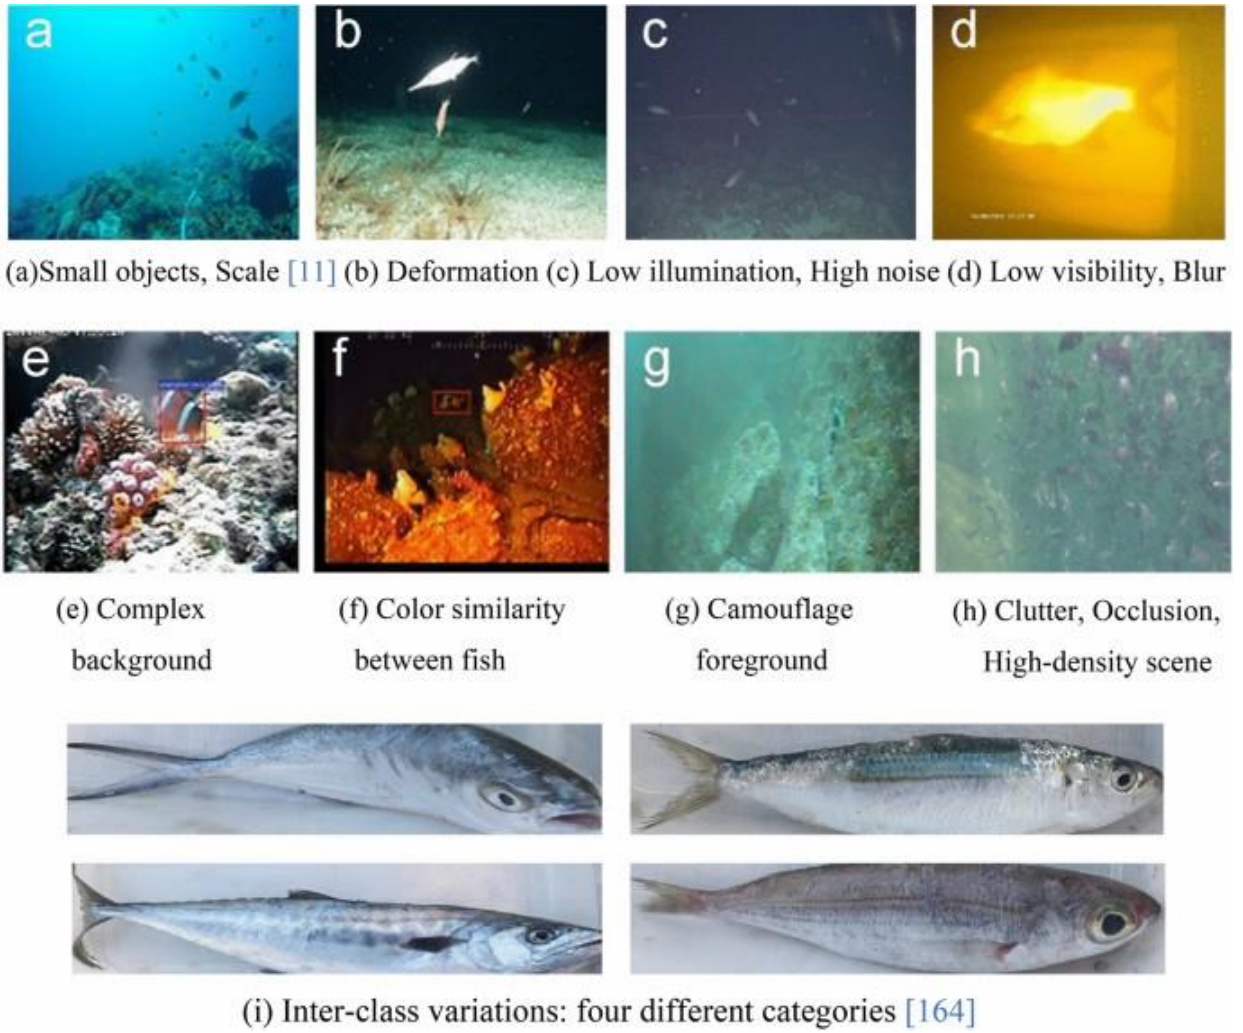 a
b
c
d
(a)Small objects, Scale [11] (b) Deformation (c) Low illumination, High noise (d) Low visibility, Blur
e
f
g
h
(e) Complex
background
(f) Color similarity
between fish
(g) Camouflage
foreground
(h) Clutter, Occlusion,
High-density scene
(i) Inter-class variations: four different categories [164]